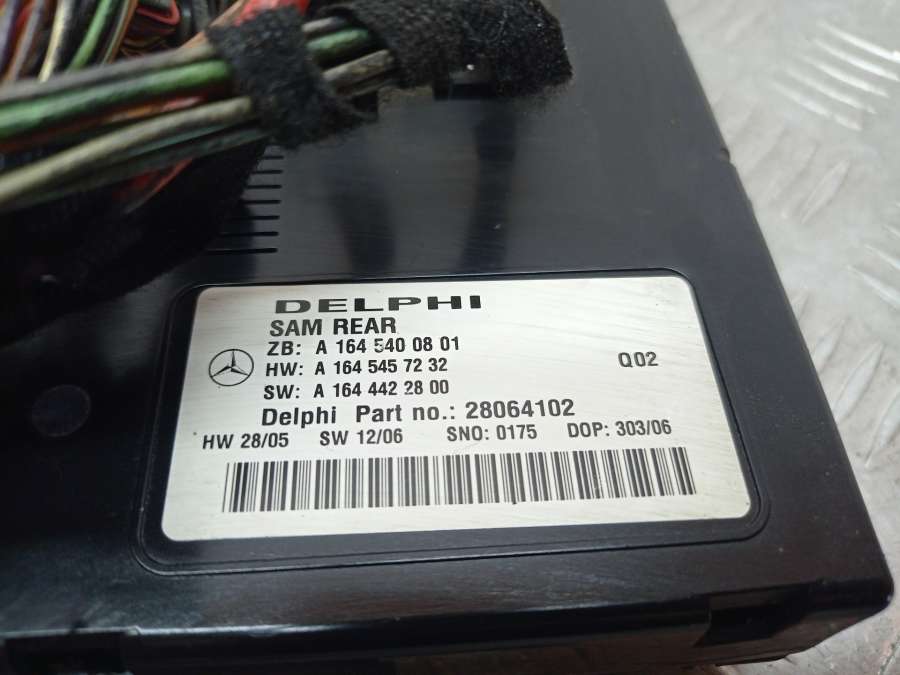 DELPHI
SAM REAR
ZB: A 164 540 08 01
HW: A 164 545 72 32
Q02
SW: A 164 442 28 00
Delphi Part no.: 28064102
HW 28/05 SW 12/06 SNO: 0175 DOP: 303/06